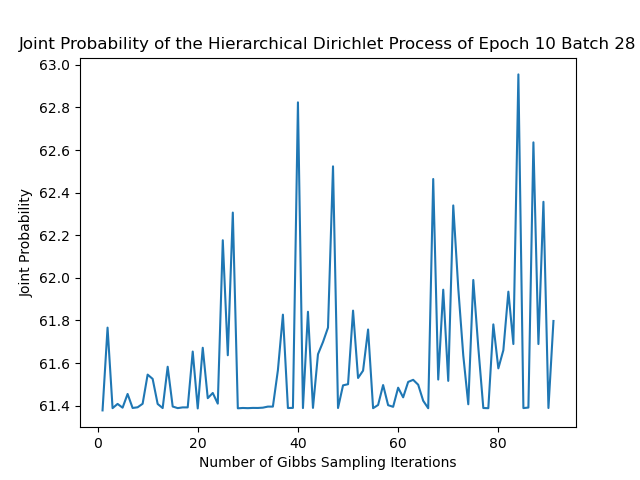 Joint Probability of the Hierarchical Dirichlet Process of Epoch 10 Batch 28
63.0
62.8
62.6
62.4
62.2
62.0
61.8
61.6
61.4
Joint Probability
0 20 40 60 80
Number of Gibbs Sampling Iterations